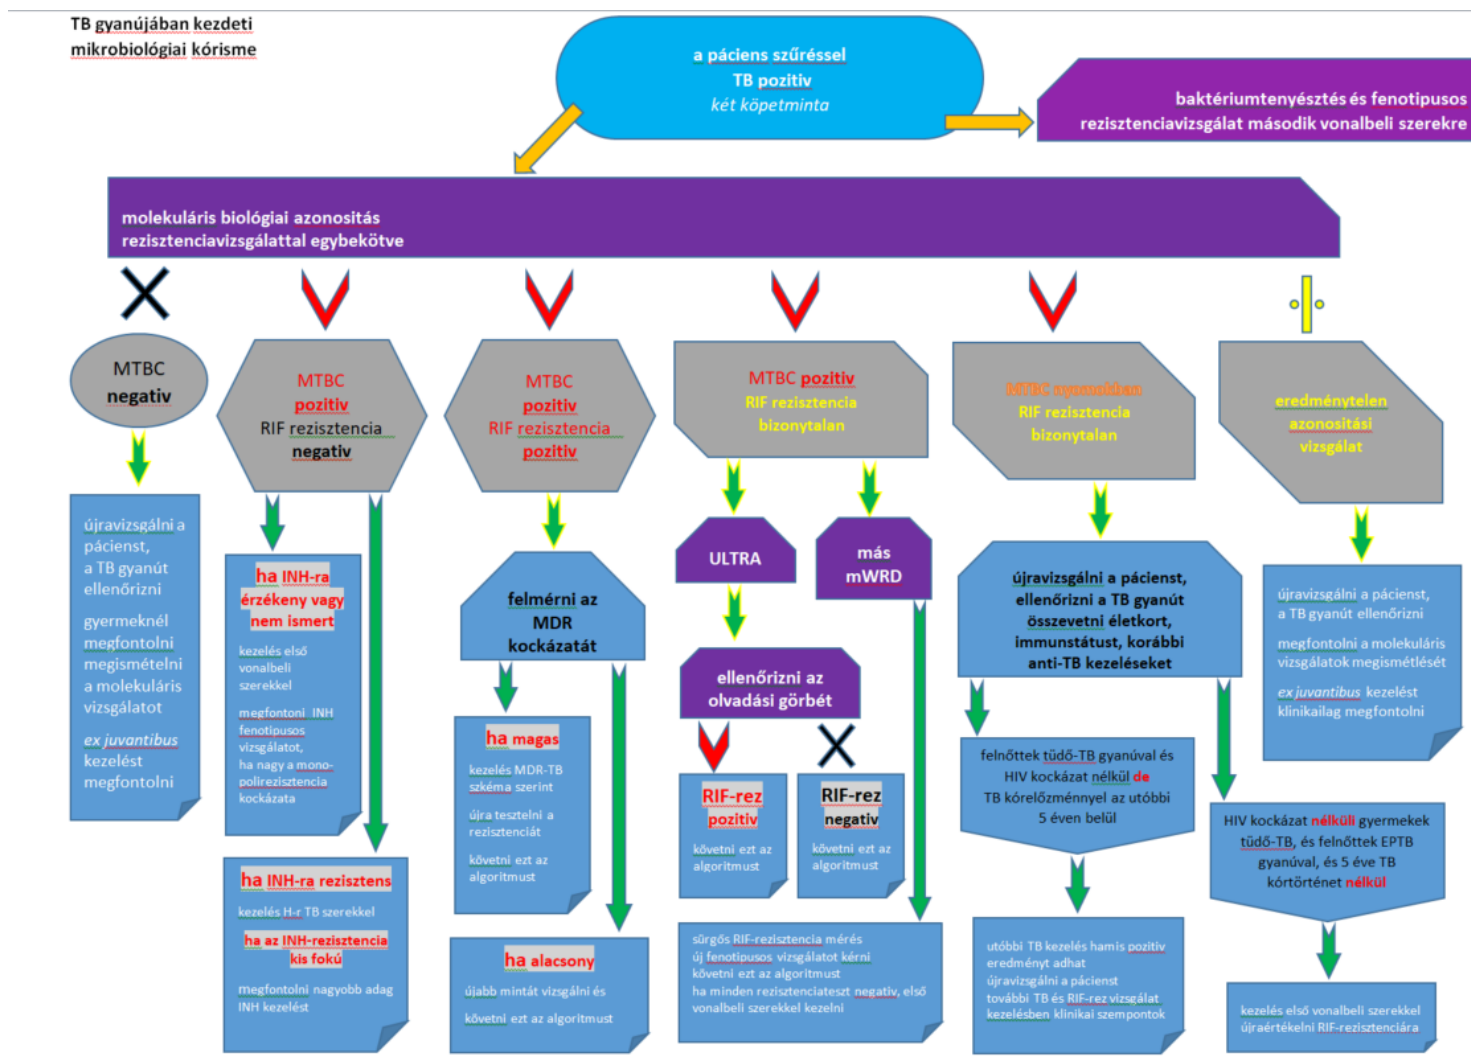 TB gyanújában kezdeti
mikrobiológiai kórisme
a páciens szűréssel
TB pozitiv
két köpetminta
baktériumtenyésztés és fenotipusos
rezisztenciavizsgálat második vonalbeli szerekre
molekuláris biológiai azonositás
rezisztenciavizsgálattal egybekötve
MTBC
negativ
MTBC
pozitiv
RIF rezisztencia
negativ
MTBC
pozitiv
RIF rezisztencia
pozitiv
MTBC pozitiv
RIF rezisztencia
bizonytalan
MTBC nyomokban
RIF rezisztencia
bizonytalan
eredménytelen
azonositási
vizsgálat
újravizsgálni a
pácienst,
a TB gyanút
ellenőrizni
gyermeknél
megfontolni
megismételni
a molekuláris
vizsgálatot
ex juvantibus
kezelést
megfontolni
ha INH-ra
érzékeny vagy
nem ismert
kezelés első
vonalbeli
szerekkel
megfontoni INH
fenotipusos
vizsgálatot,
ha nagy a mono-
polirezisztencia
kockázata
ha INH-ra rezisztens
kezelés H-r TB szerekkel
ha az INH-rezisztencia
kis fokú
megfontolni nagyobb adag
INH kezelést
felmérni az
MDR
kockázatát
ha magas
kezelés MDR-TB
szkéma szerint
újra tesztelni a
rezisztenciát
követni ezt az
algoritmust
ha alacsony
újabb mintát vizsgálni és
követni ezt az algoritmust
ULTRA
más
mWRD
ellenőrizni az
olvadási görbét
RIF-rez
pozitiv
követni ezt az
algoritmust
RIF-rez
negativ
követni ezt az
algoritmust
sürgős RIF-rezisztencia mérés
új fenotipusos vizsgálatot kérni
követni ezt az algoritmust
ha minden rezisztenciateszt negativ, első
vonalbeli szerekkel kezelni
újravizsgálni a pácienst,
ellenőrizni a TB gyanút
összevetni életkort,
immunstátust, korábbi
anti-TB kezeléseket
felnőttek tüdő-TB gyanúval és
HIV kockázat nélkül de
TB kórelőzménnyel az utóbbi
5 éven belül
utóbbi TB kezelés hamis pozitiv
eredményt adhat
újravizsgálni a pácienst
további TB és RIF-rez vizsgálat
kezelésben klinikai szempontok
HIV kockázat nélküli gyermekek
tüdő-TB, és felnőttek EPTB
gyanúval, és 5 éve TB
kórtörténet nélkül
kezelés első vonalbeli szerekkel
újraértékelni RIF-rezisztenciára
újravizsgálni a pácienst,
a TB gyanút ellenőrizni
megfontolni a molekuláris
vizsgálatok megismétlését
ex juvantibus kezelést
klinikailag megfontolni